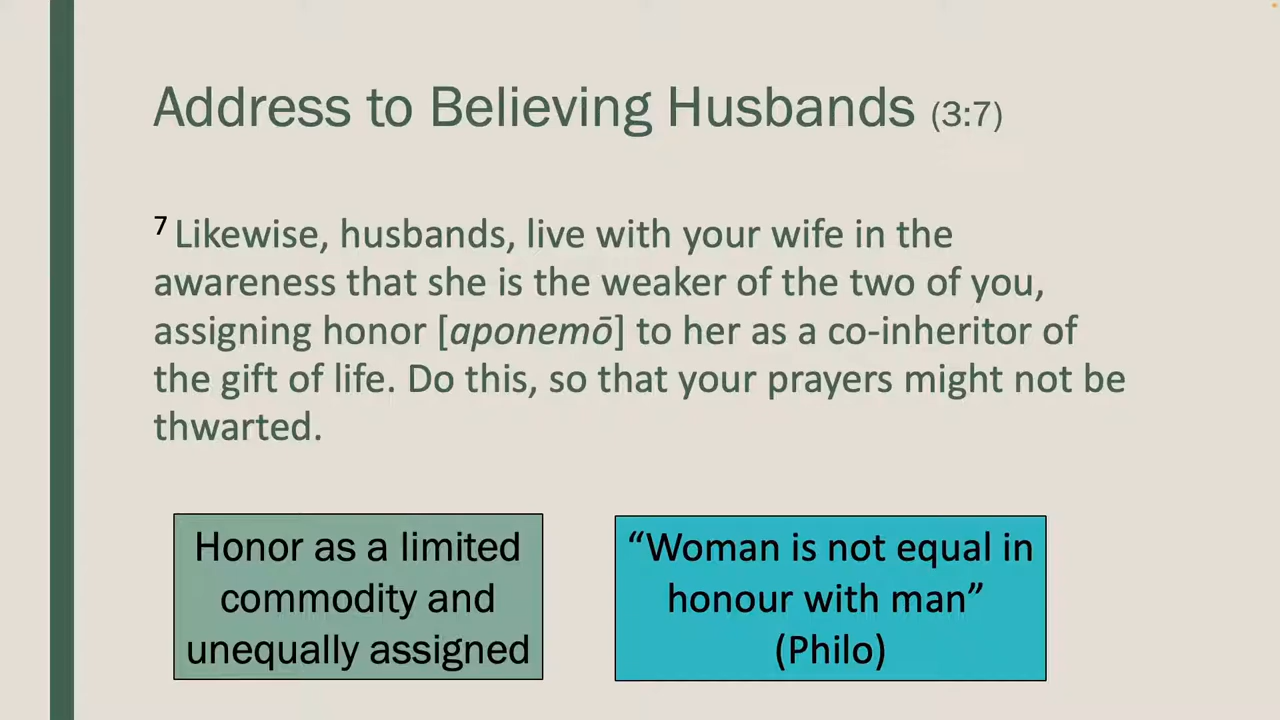 Address to Believing Husbands (3:7)
7 Likewise, husbands, live with your wife in the
awareness that she is the weaker of the two of you,
assigning honor [aponemō] to her as a co-inheritor of
the gift of life. Do this, so that your prayers might not be
thwarted.
Honor as a limited
commodity and
unequally assigned
“Woman is not equal in
honour with man”
(Philo)